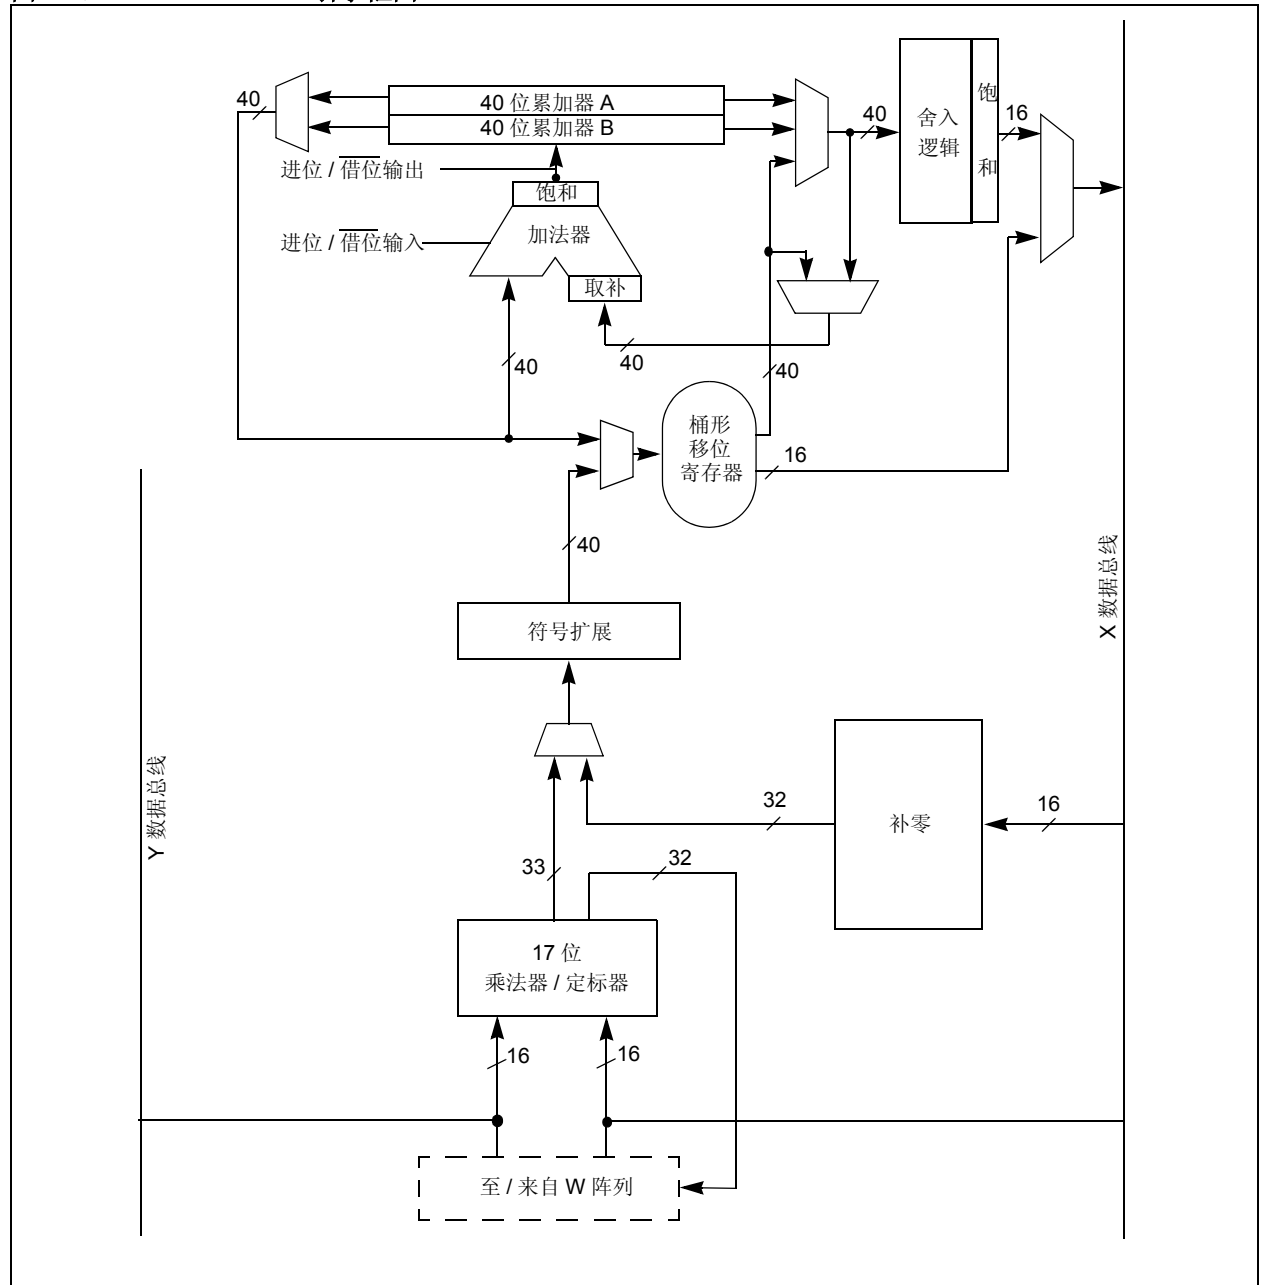 40
40 位累加器 A
40 位累加器 B
40
舍入
逻辑
饱
和
16
进位 / 借位输出
饱和
进位 / 借位输入
加法器
取补
40
40
40
桶形
移位
寄存器
16
40
X 数据总线
符号扩展
Y 数据总线
32
补零
16
33
32
17 位
乘法器 / 定标器
16
16
至 / 来自 W 阵列